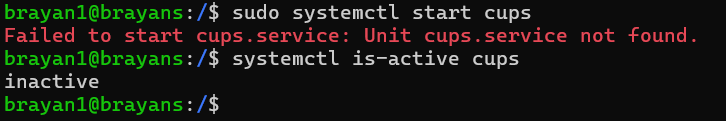 brayan1@brayans:/$ sudo systemctl start cups
Failed to start cups.service: Unit cups.service not found.
brayan1@brayans:/$ systemctl is-active cups
inactive
brayan1@brayans:/$